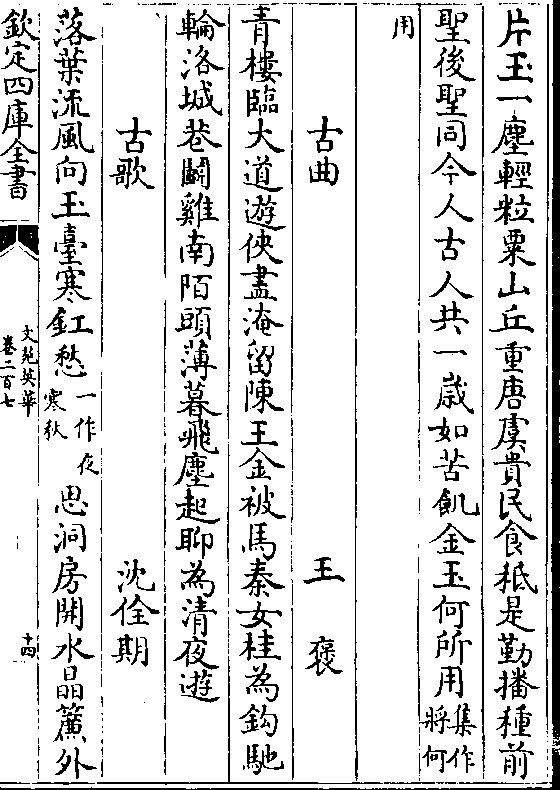 片玉一塵輕粒粟山丘重唐虞貴民食秪是勤播種前
聖後聖同今人古人共一歳如苦飢金玉何所用集作將何
用
古曲　王褒
青樓臨大道遊俠盡淹留陳王金被馬秦女桂為鈎馳
輪洛城巷鬬雞南陌頭薄暮飛塵起聊為清夜遊
古歌　沈佺期
落葉流風向玉臺寒釭愁一作夜寒秋思洞房開水晶簾外
欽定四庫全書
文苑英華
卷二百七
十四